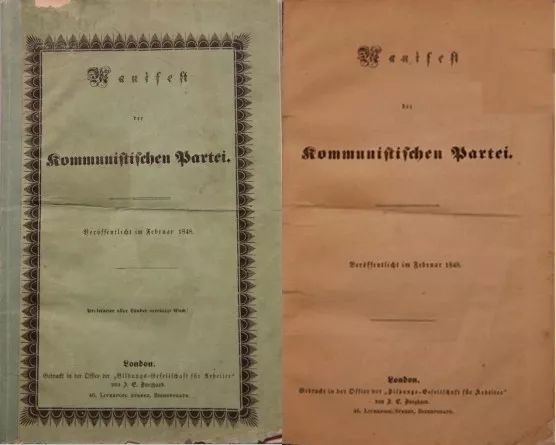 Manifest
der
Kommunistischen Partei.
Veröffentlicht im Februar 1848.
Proletarier aller Länder vereinigt Euch!
London.
Gedruckt in der Office der „Bildungs-Gesellschaft für Arbeiter“
von J. E. Burghard.
46, Liverpool Street, Bishopsgate.
Manifest
der
Kommunistischen Partei.
Veröffentlicht im Februar 1848.
London.
Gedruckt in der Office der „Bildungs-Gesellschaft für Arbeiter“
von J. E. Burghard.
46, Liverpool Street, Bishopsgate.